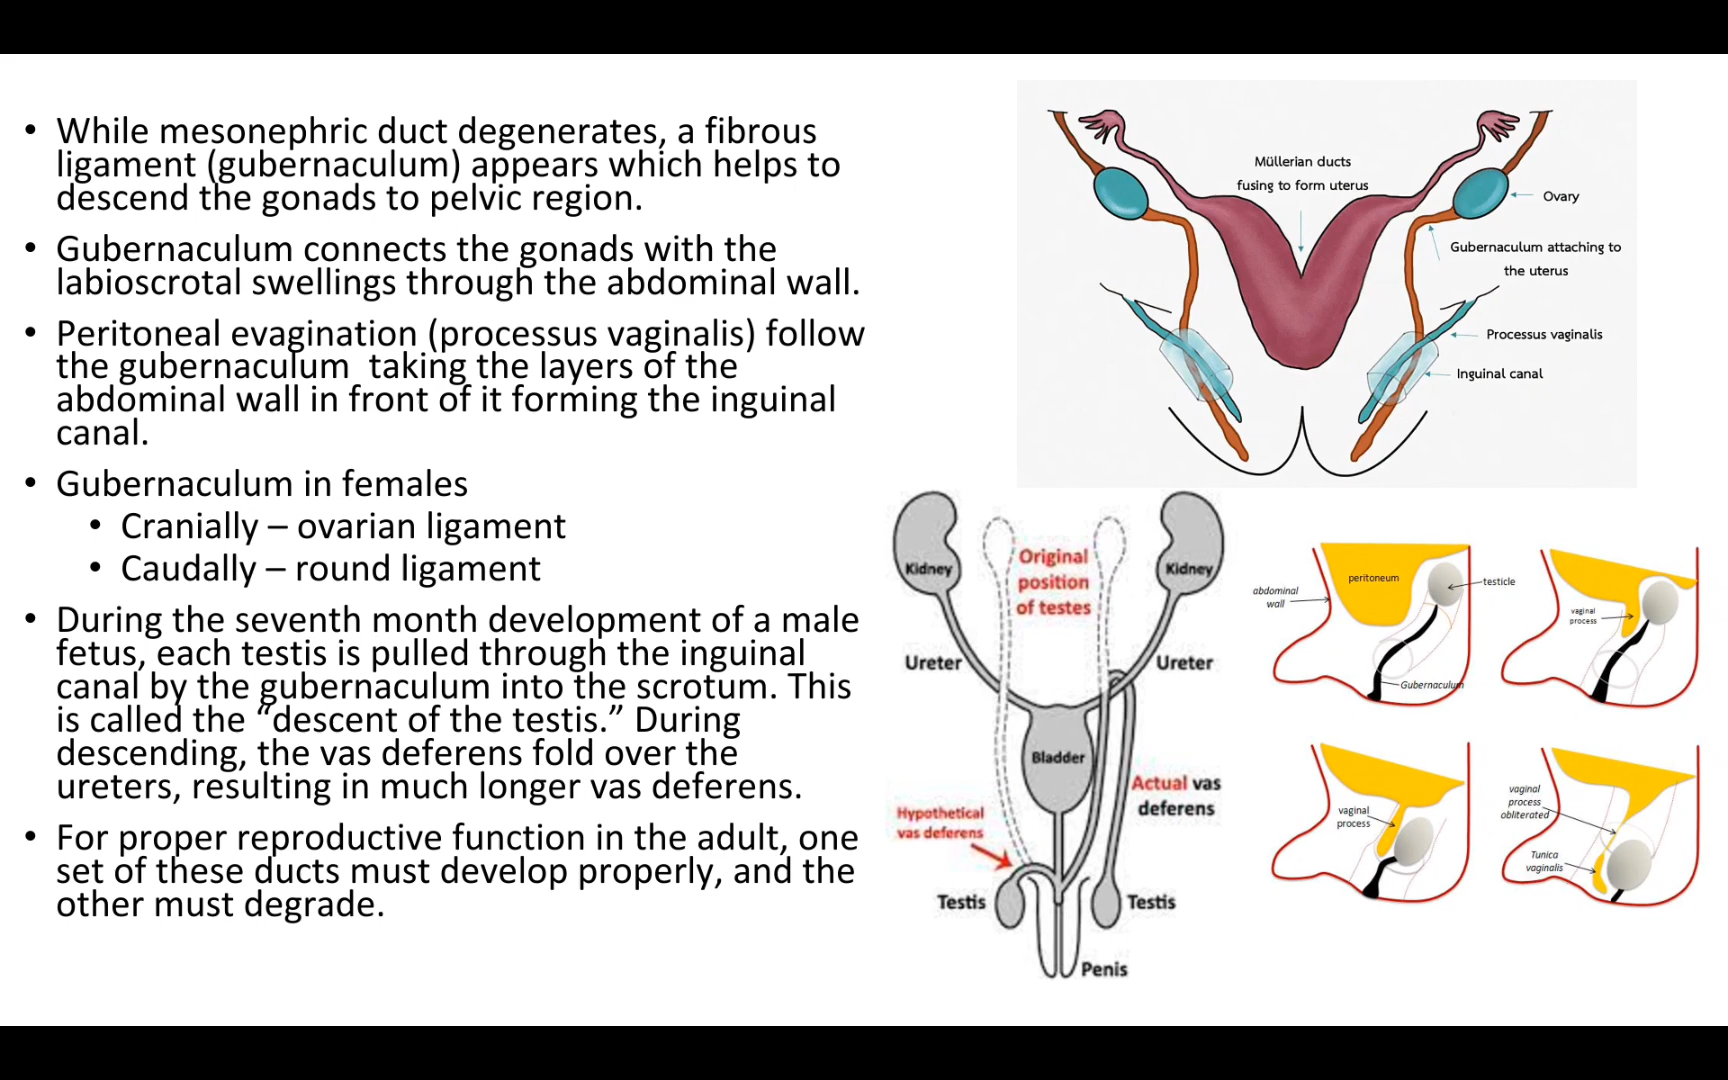 • While mesonephric duct degenerates, a fibrous
ligament (gubernaculum) appears which helps to
descend the gonads to pelvic region.
• Gubernaculum connects the gonads with the
labioscrotal swellings through the abdominal wall.
• Peritoneal evagination (processus vaginalis) follow
the gubernaculum  taking the layers of the
abdominal wall in front of it forming the inguinal
canal.
• Gubernaculum in females
• Cranially – ovarian ligament
• Caudally – round ligament
• During the seventh month development of a male
fetus, each testis is pulled through the inguinal
canal by the gubernaculum into the scrotum. This
is called the “descent of the testis.” During
descending, the vas deferens fold over the
ureters, resulting in much longer vas deferens.
• For proper reproductive function in the adult, one
set of these ducts must develop properly, and the
other must degrade.
Müllerian ducts
fusing to form uterus
Ovary
Gubernaculum attaching to
the uterus
Processus vaginalis
Inguinal canal
Kidney
Original
position
of testes
Kidney
Ureter
Ureter
Bladder
Actual vas
deferens
Hypothetical
vas deferens
Testis
Testis
Penis
abdominal
wall
peritoneum
testicle
Gubernaculum
vaginal
process
vaginal
process
vaginal
process
obliterated
Tunica
vaginalis